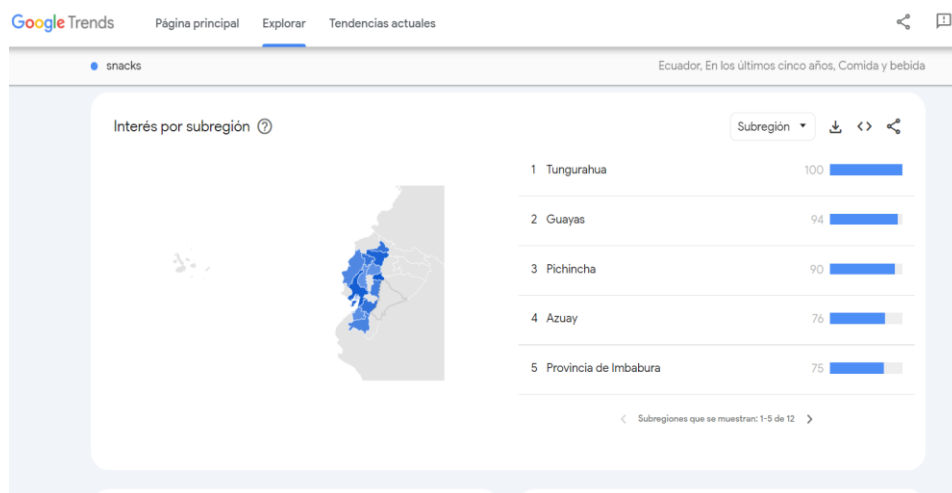 Google Trends Página principal Explorar Tendencias actuales
snacks Ecuador, En los últimos cinco años, Comida y bebida
Interés por subregión Subregión
1 Tungurahua 100
2 Guayas 94
3 Pichincha 90
4 Azuay 76
5 Provincia de Imbabura 75
Subregiones que se muestran: 1-5 de 12